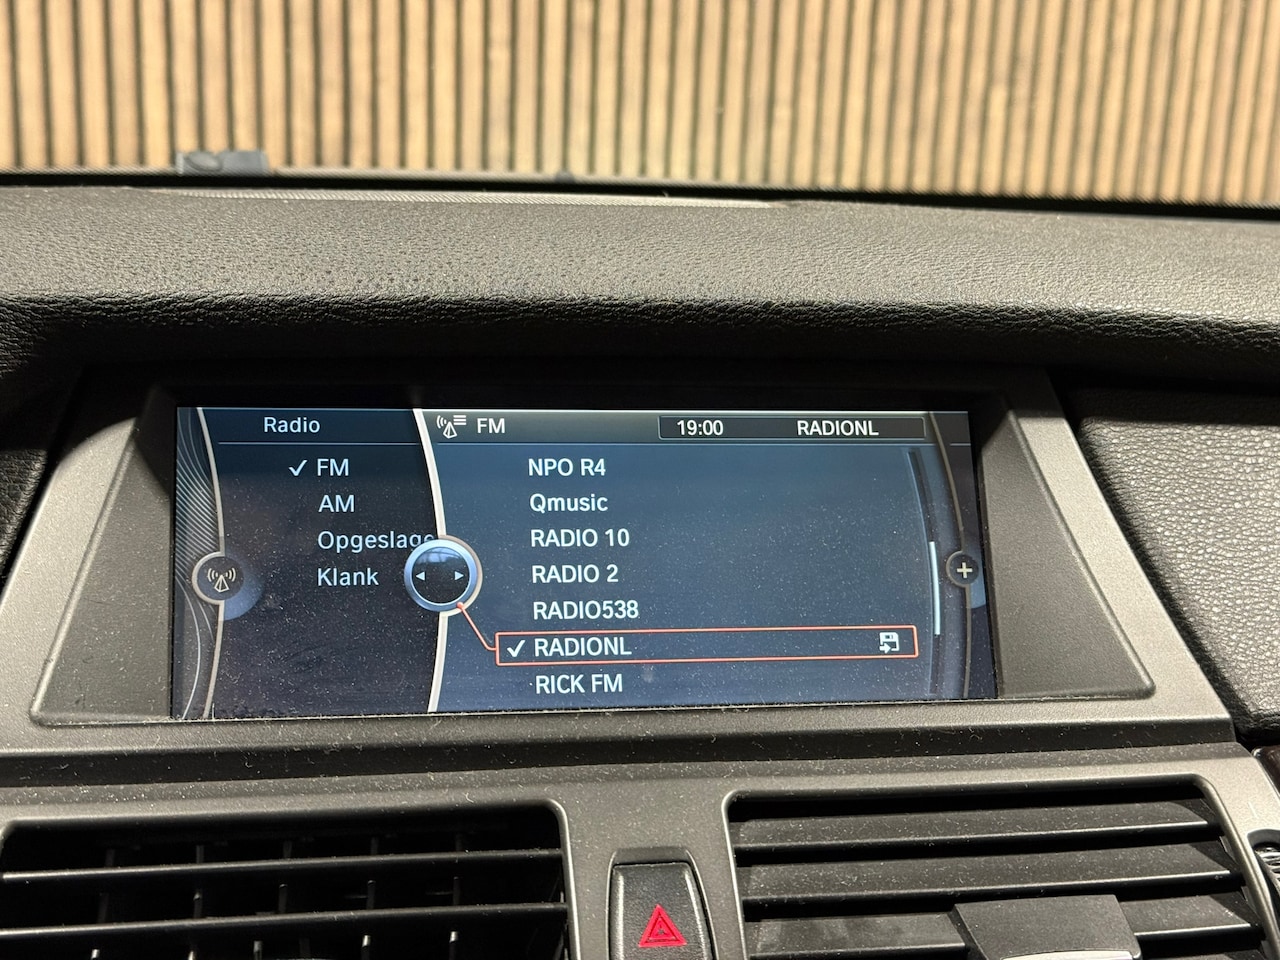 Radio
FM
AM
Opgeslage
Klank
FM
19:00 RADIONL
NPO R4
Qmusic
RADIO 10
RADIO 2
RADIO538
RADIONL
RICK FM